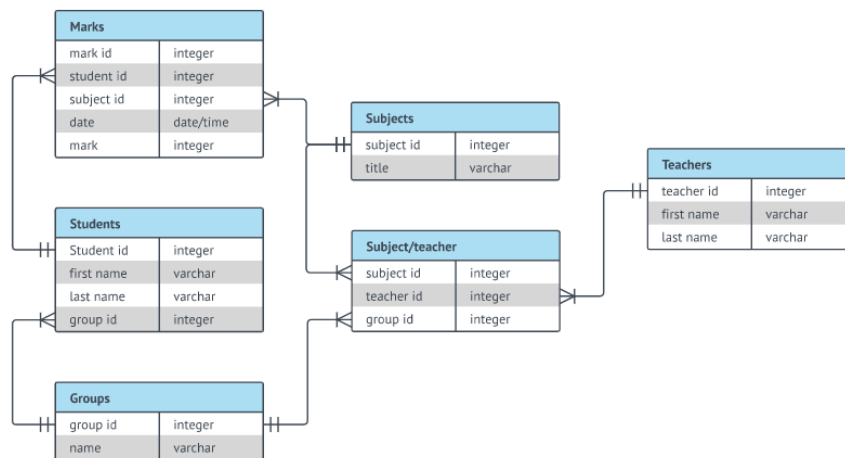 Marks
mark id integer
student id integer
subject id integer
date date/time
mark integer
Subjects
subject id integer
title varchar
Teachers
teacher id integer
first name varchar
last name varchar
Students
Student id integer
first name varchar
last name varchar
group id integer
Subject/teacher
subject id integer
teacher id integer
group id integer
Groups
group id integer
name varchar